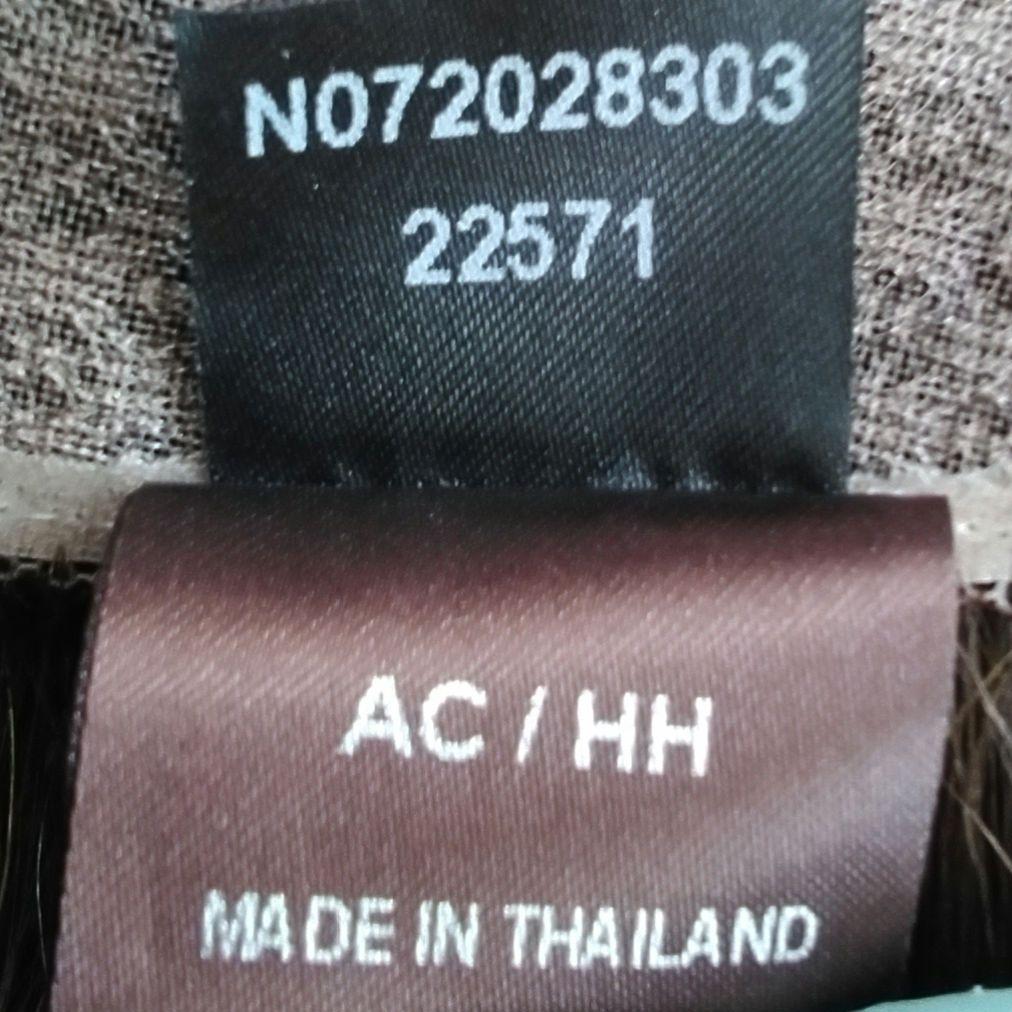 N072028303
22571
AC / HH
MADE IN THAILAND